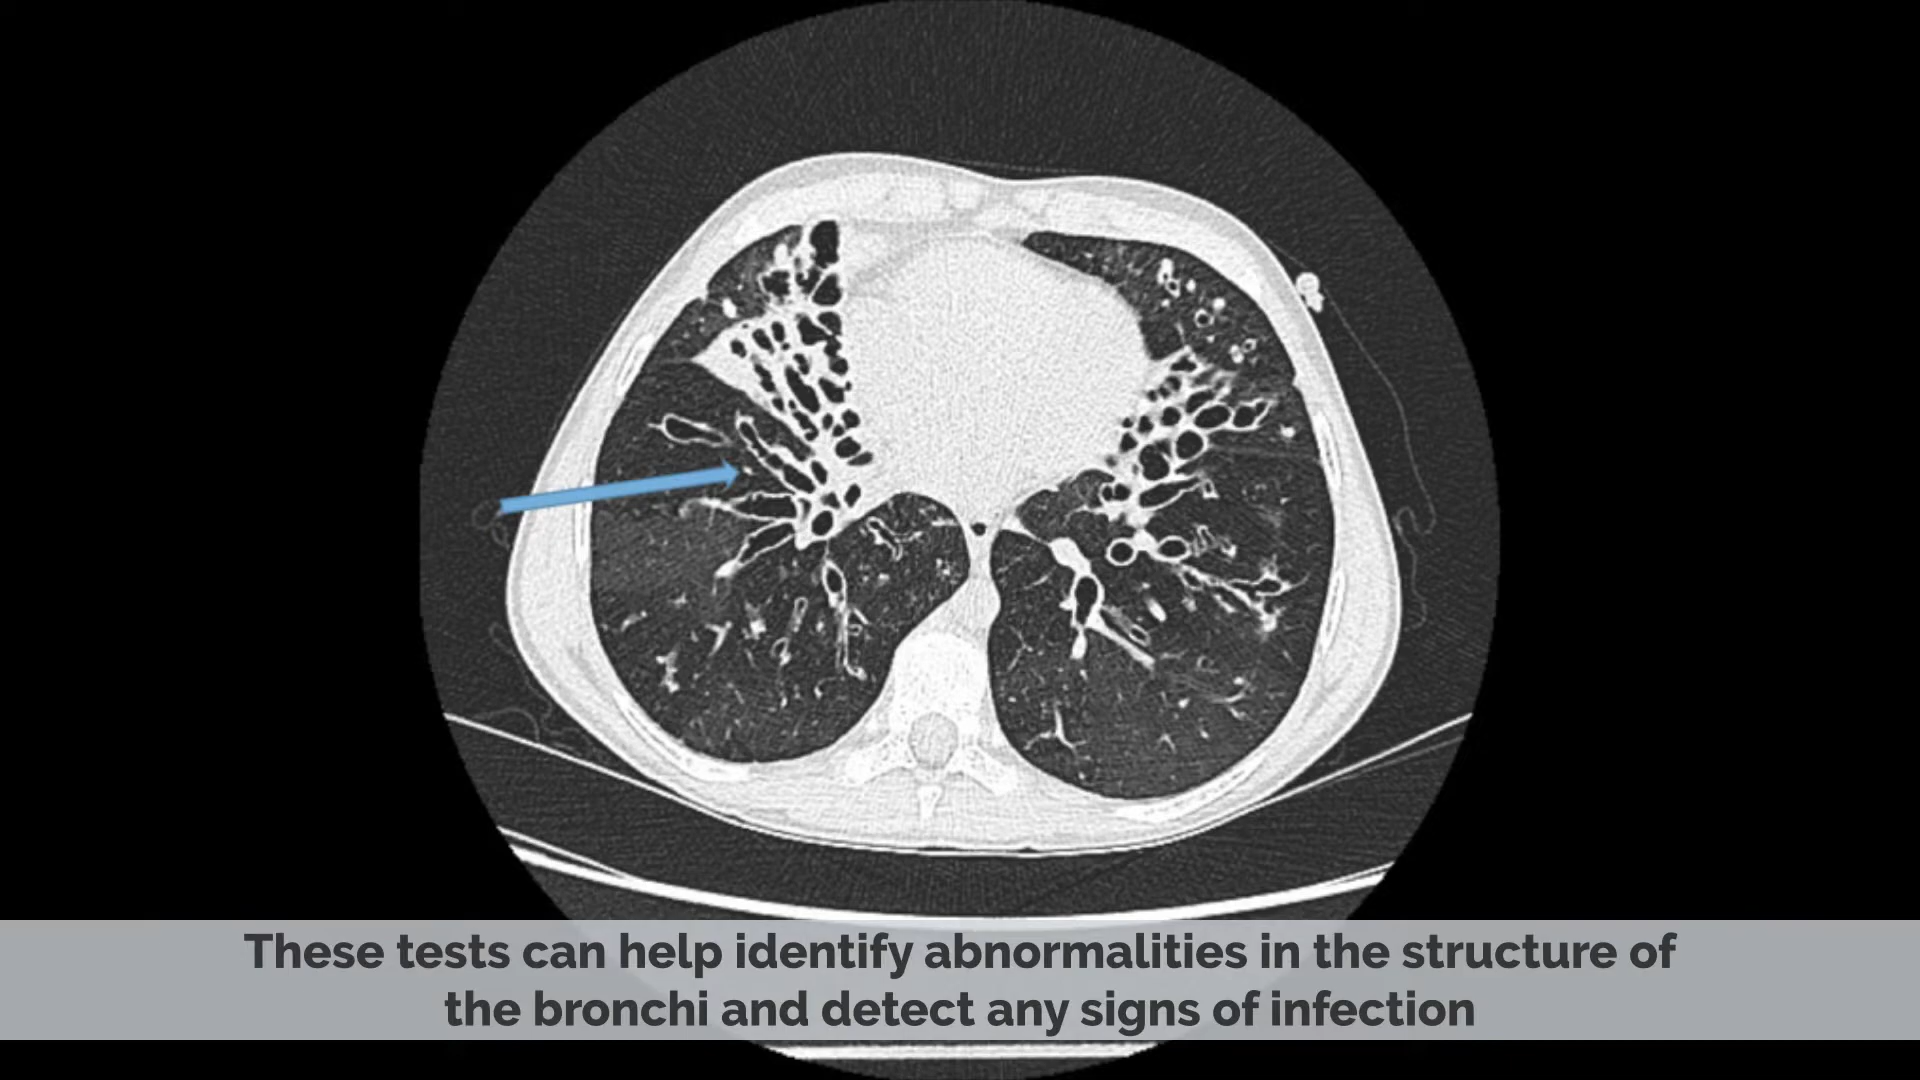 These tests can help identify abnormalities in the structure of
the bronchi and detect any signs of infection